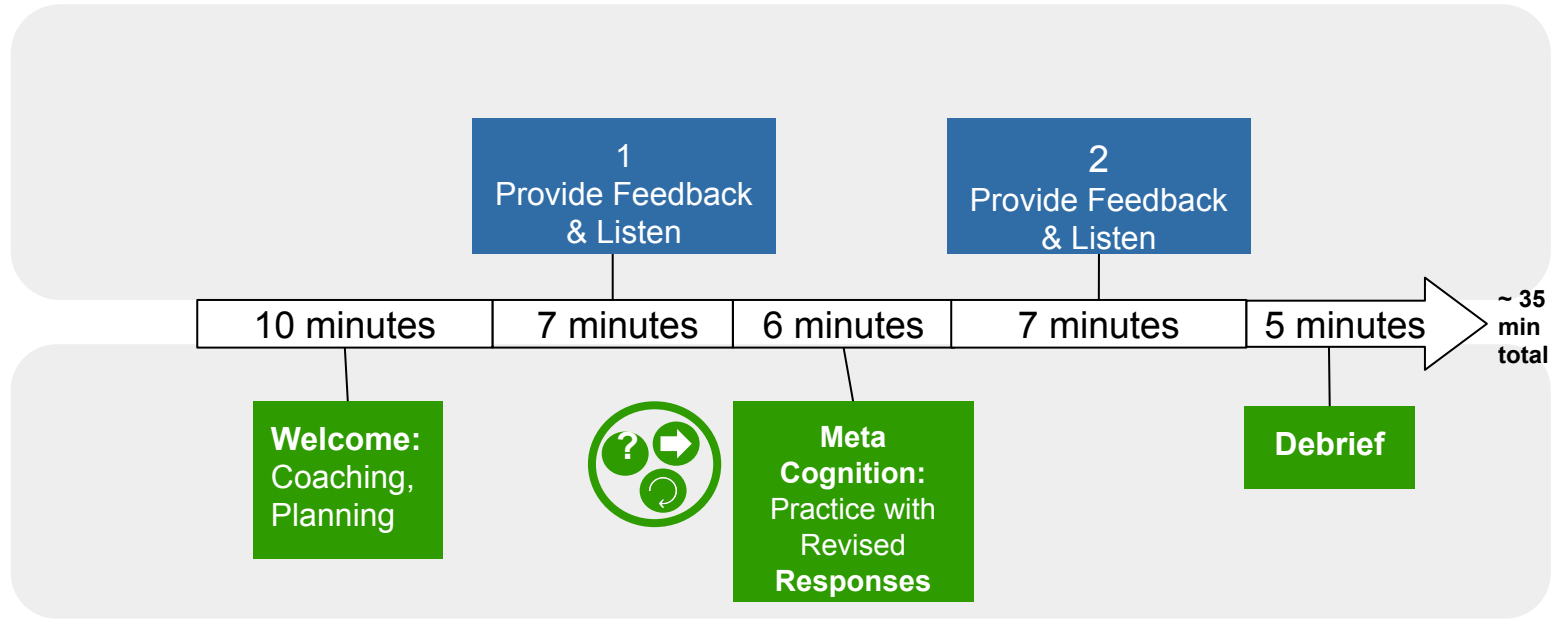 1
Provide Feedback
& Listen
2
Provide Feedback
& Listen
10 minutes
7 minutes
6 minutes
7 minutes
5 minutes
~ 35
min
total
Welcome:
Coaching,
Planning
?
Meta
Cognition:
Practice with
Revised
Responses
Debrief